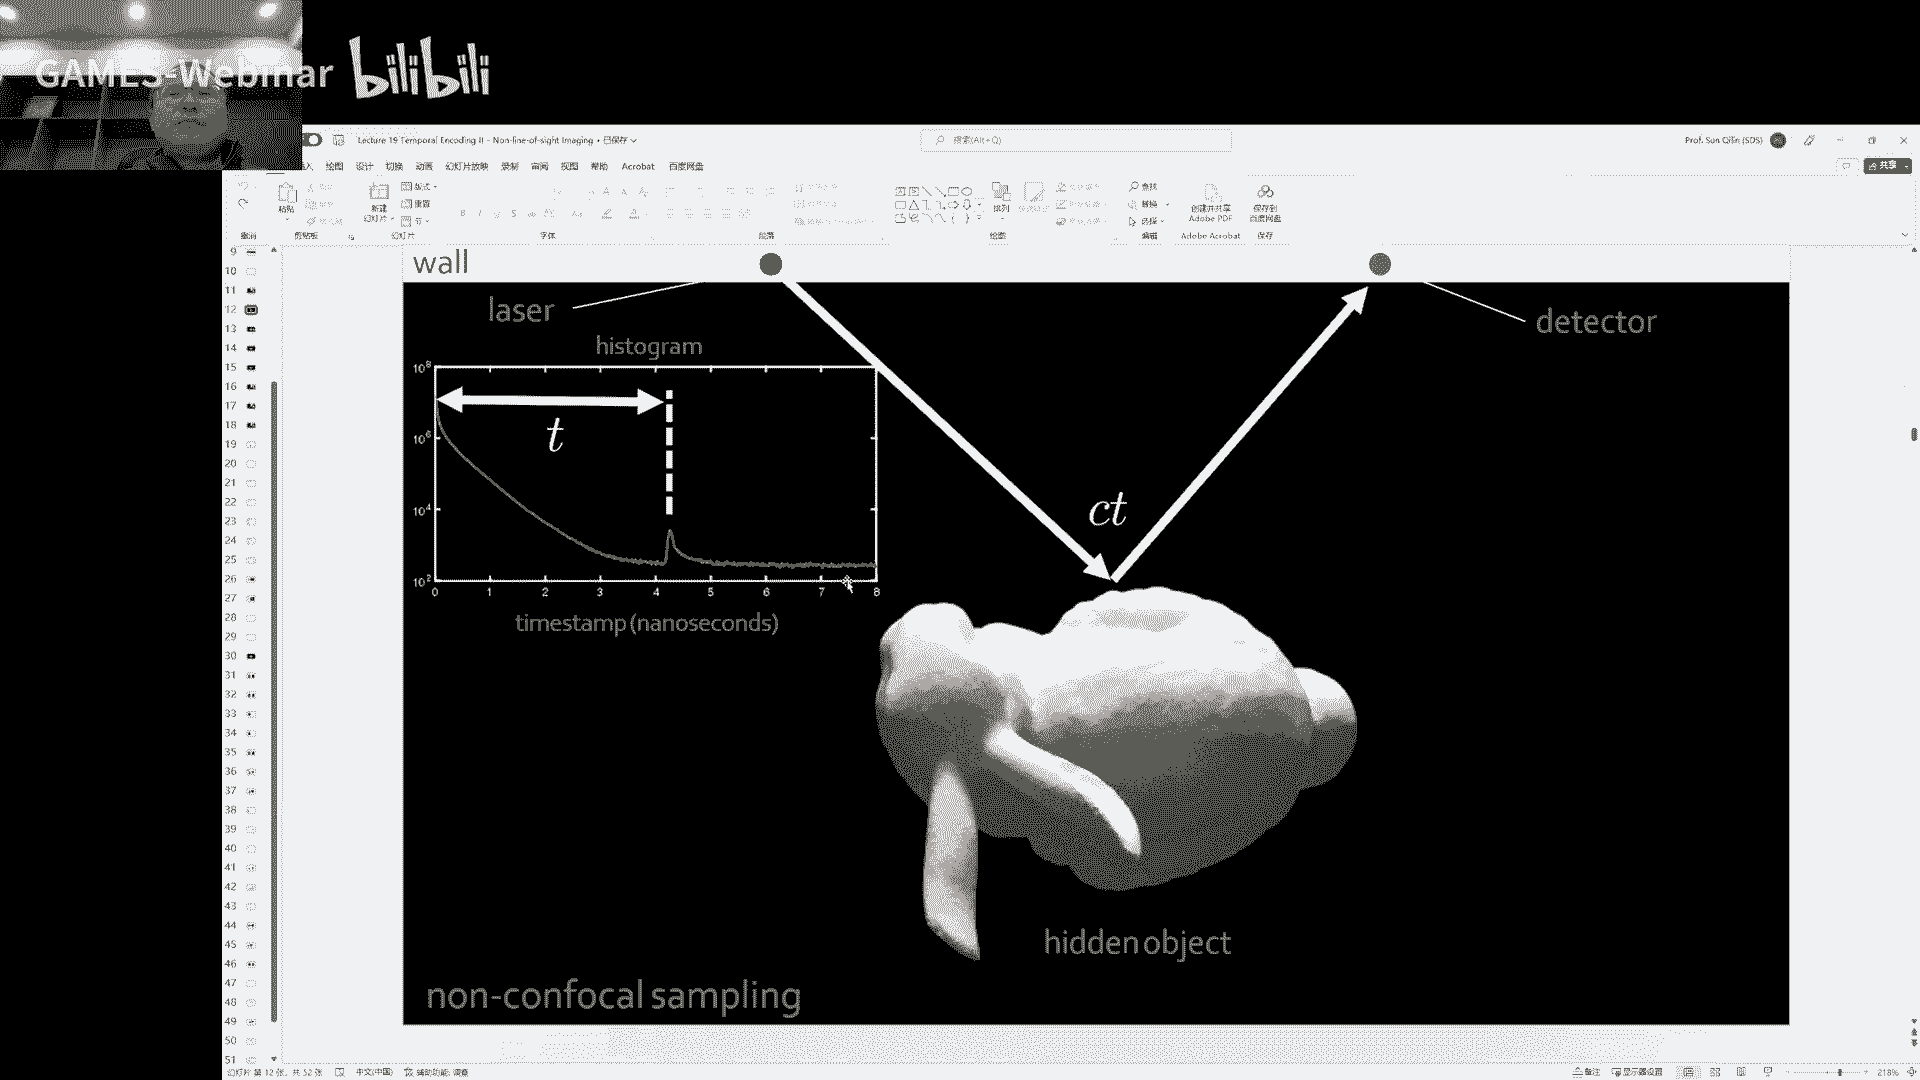 GAMES-Webinar bilibili
Lecture 19 Temporal Encoding II - Non-line-of-sight Imaging • 已保存
搜索(Alt+Q)
Prof. Sun Qilin (SDS)
绘图 设计 切换 动画 幻灯片放映 录制 审阅 视图 帮助 Acrobat 百度网盘
共享
粘贴
新建
幻灯片
版式
重置
节
查找
替换
选择
排列
创建并共享
Adobe PDF
保存到
百度网盘
撤消 剪贴板 幻灯片 字体 段落 绘图 编辑 Adobe Acrobat 保存
9
10
11
12
13
14
15
16
17
18
19
20
21
22
23
24
25
26
27
28
29
30
31
32
33
34
35
36
37
38
39
40
41
42
43
44
45
46
47
48
49
50
51
wall
laser
detector
histogram
10⁸
10⁶
10⁴
10²
t
ct
0 1 2 3 4 5 6 7 8
timestamp (nanoseconds)
hidden object
non-confocal sampling
幻灯片 第 12 张，共 52 张 中文(中国) 辅助功能: 调查
备注 显示器设置 218%